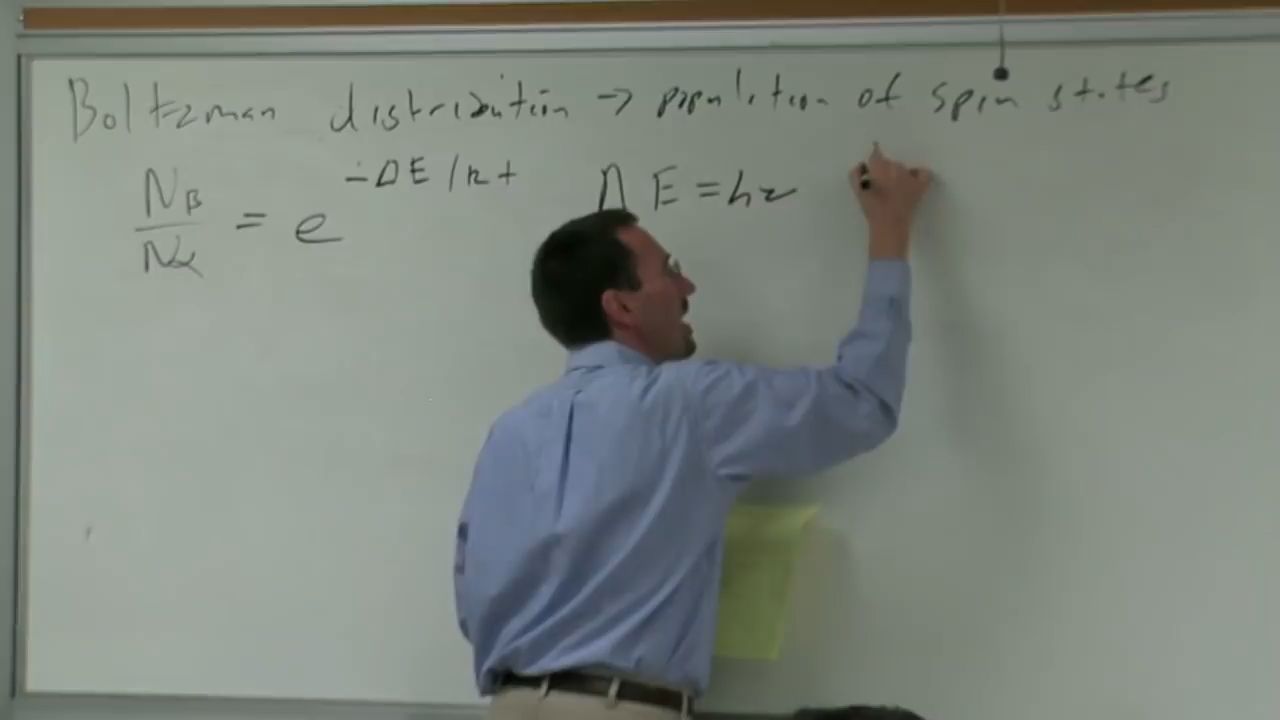 Boltzman distribution → population of spin states
Nβ/Nα = e^-ΔE/kt ΔE = hν